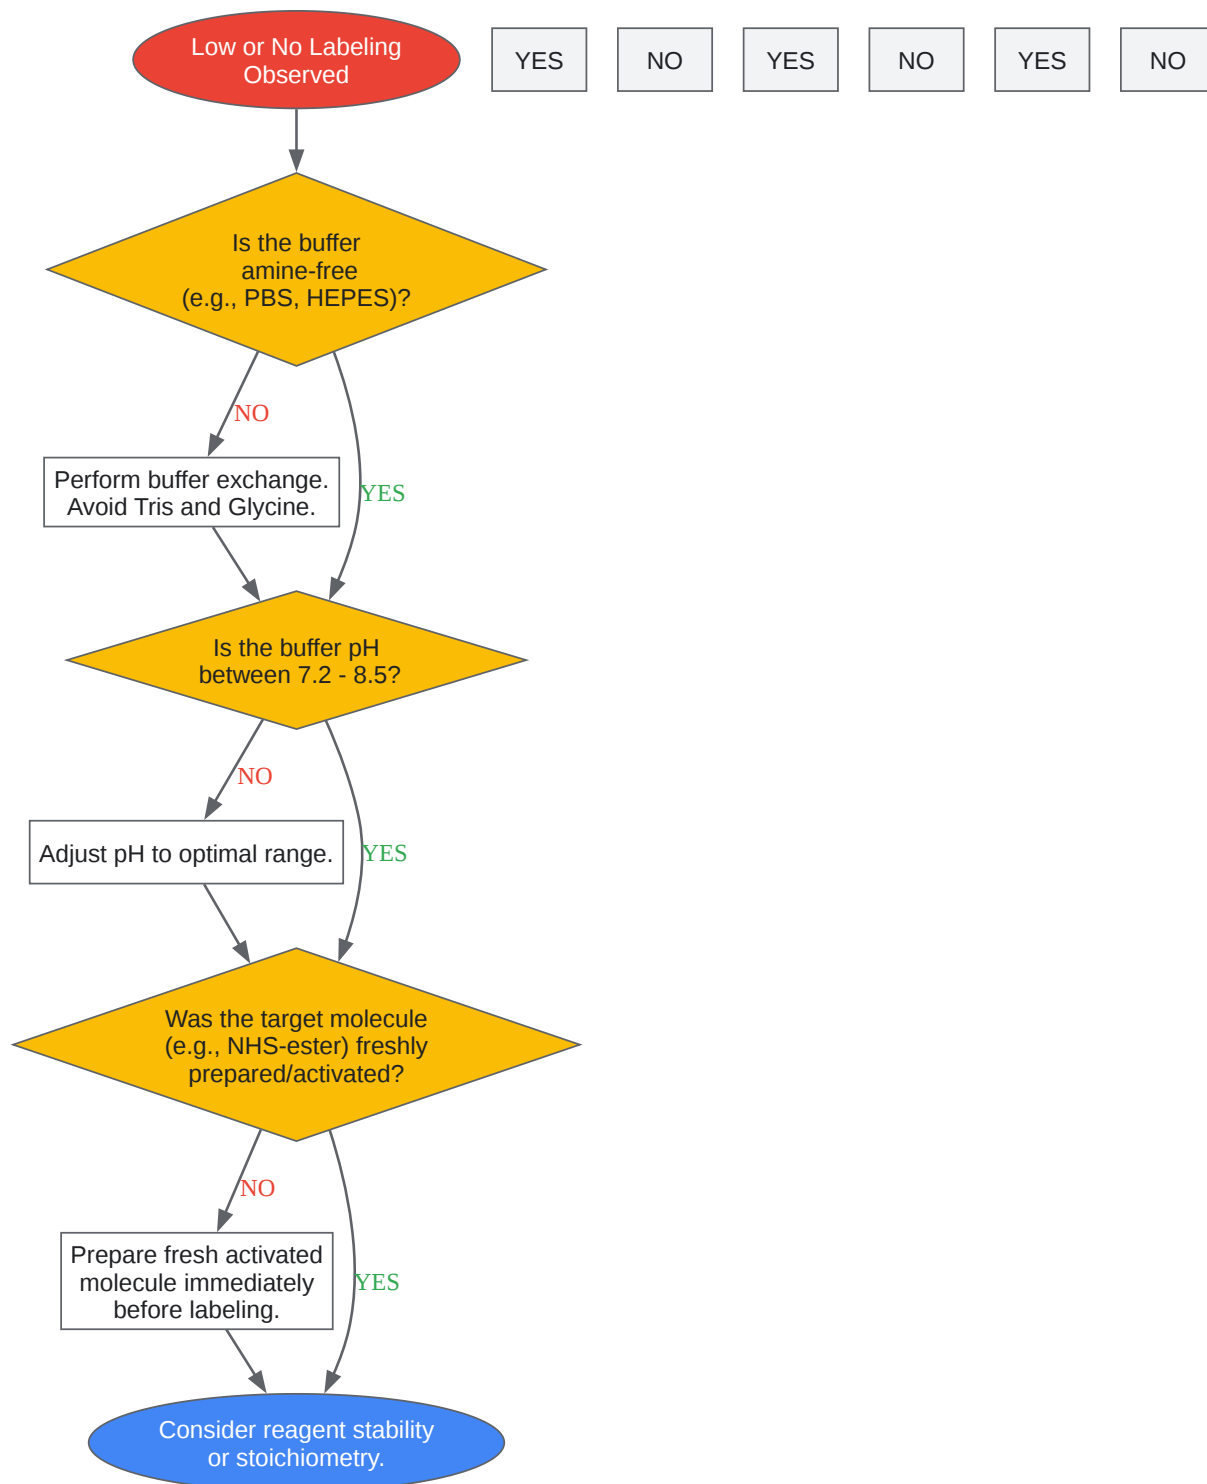 Low or No Labeling
Observed
YES
NO
YES
NO
YES
NO
Is the buffer
amine-free
(e.g., PBS, HEPES)?
NO
Perform buffer exchange.
Avoid Tris and Glycine.
YES
Is the buffer pH
between 7.2 - 8.5?
NO
Adjust pH to optimal range.
YES
Was the target molecule
(e.g., NHS-ester) freshly
prepared/activated?
NO
Prepare fresh activated
molecule immediately
before labeling.
YES
Consider reagent stability
or stoichiometry.